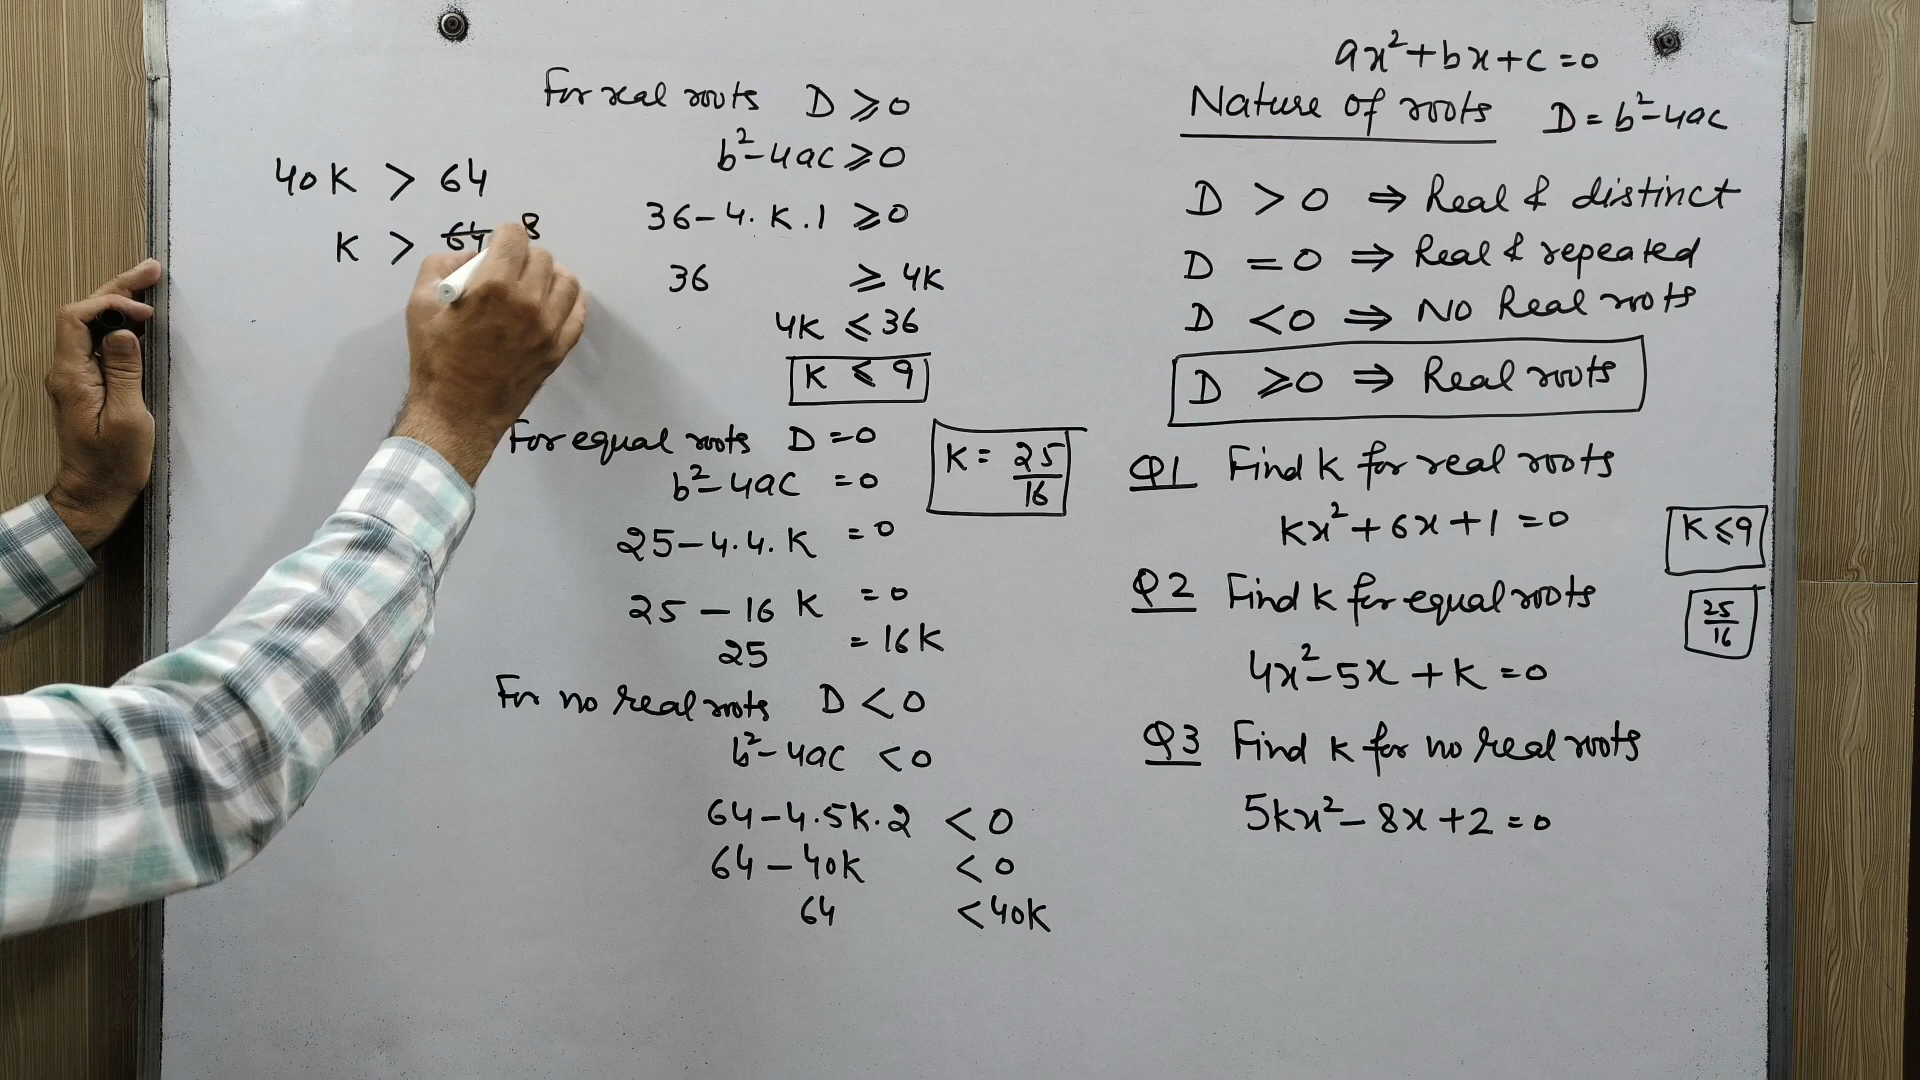 ax²+bx+c=0
Nature of roots D=b²-4ac
D > 0 ⇒ Real & distinct
D = 0 ⇒ Real & repeated
D < 0 ⇒ No Real roots
D ⩾ 0 ⇒ Real roots
Q1 Find K for real roots
Kx²+6x+1=0
K⩽9
Q2 Find K for equal roots
4x²-5x+K=0
25/16
Q3 Find K for no real roots
5Kx²-8x+2=0
For real roots D⩾0
b²-4ac⩾0
36-4.K.1 ⩾0
36 ⩾ 4K
4K ⩽ 36
K ⩽ 9
For equal roots D=0
b²-4ac =0
25-4.4.K =0
25-16 K =0
25 = 16K
K = 25/16
For no real roots D<0
b²-4ac <0
64-4.5K.2 <0
64-40K <0
64 <40K
40K > 64
K > 64 8